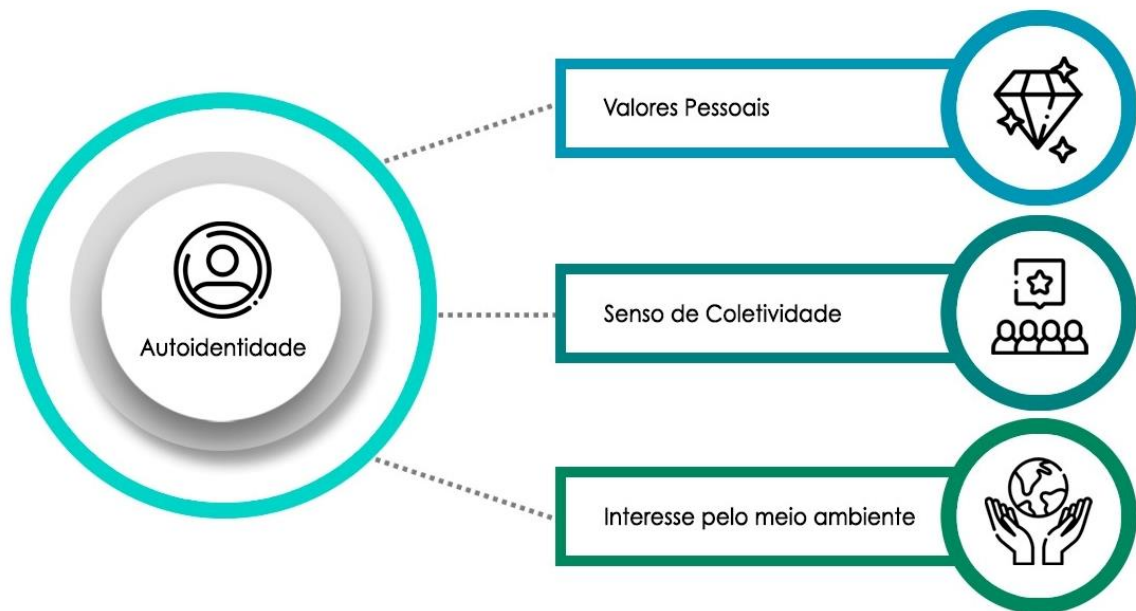 Autoidentidade
Valores Pessoais
Senso de Coletividade
Interesse pelo meio ambiente